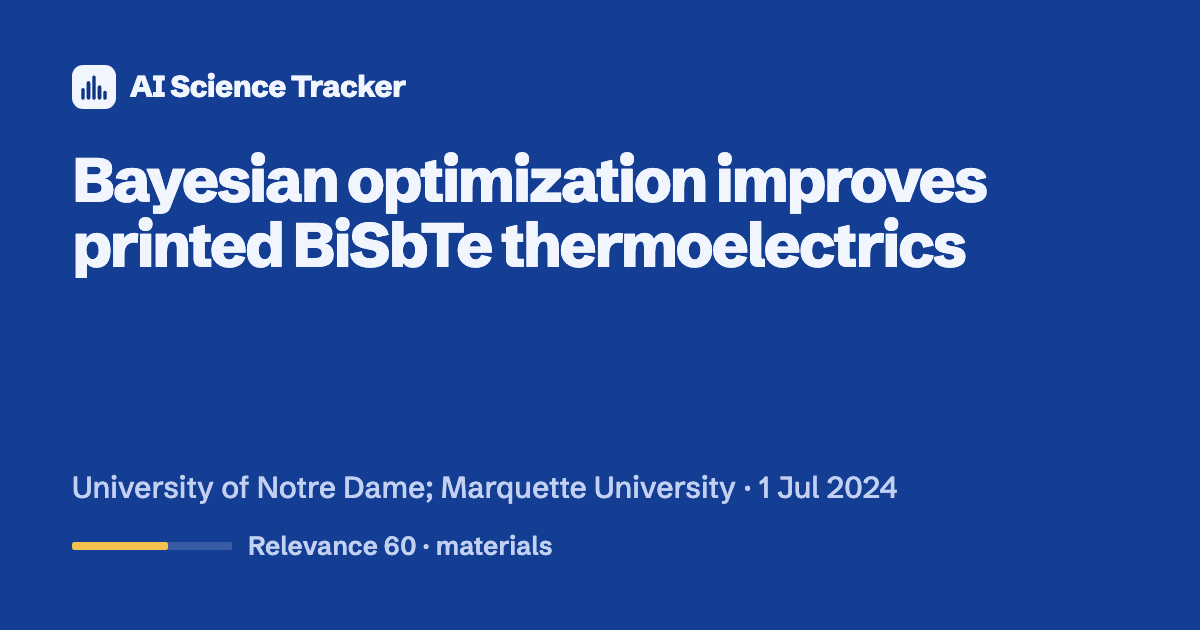 AI Science Tracker
Bayesian optimization improves
printed BiSbTe thermoelectrics
University of Notre Dame; Marquette University · 1 Jul 2024
Relevance 60 · materials